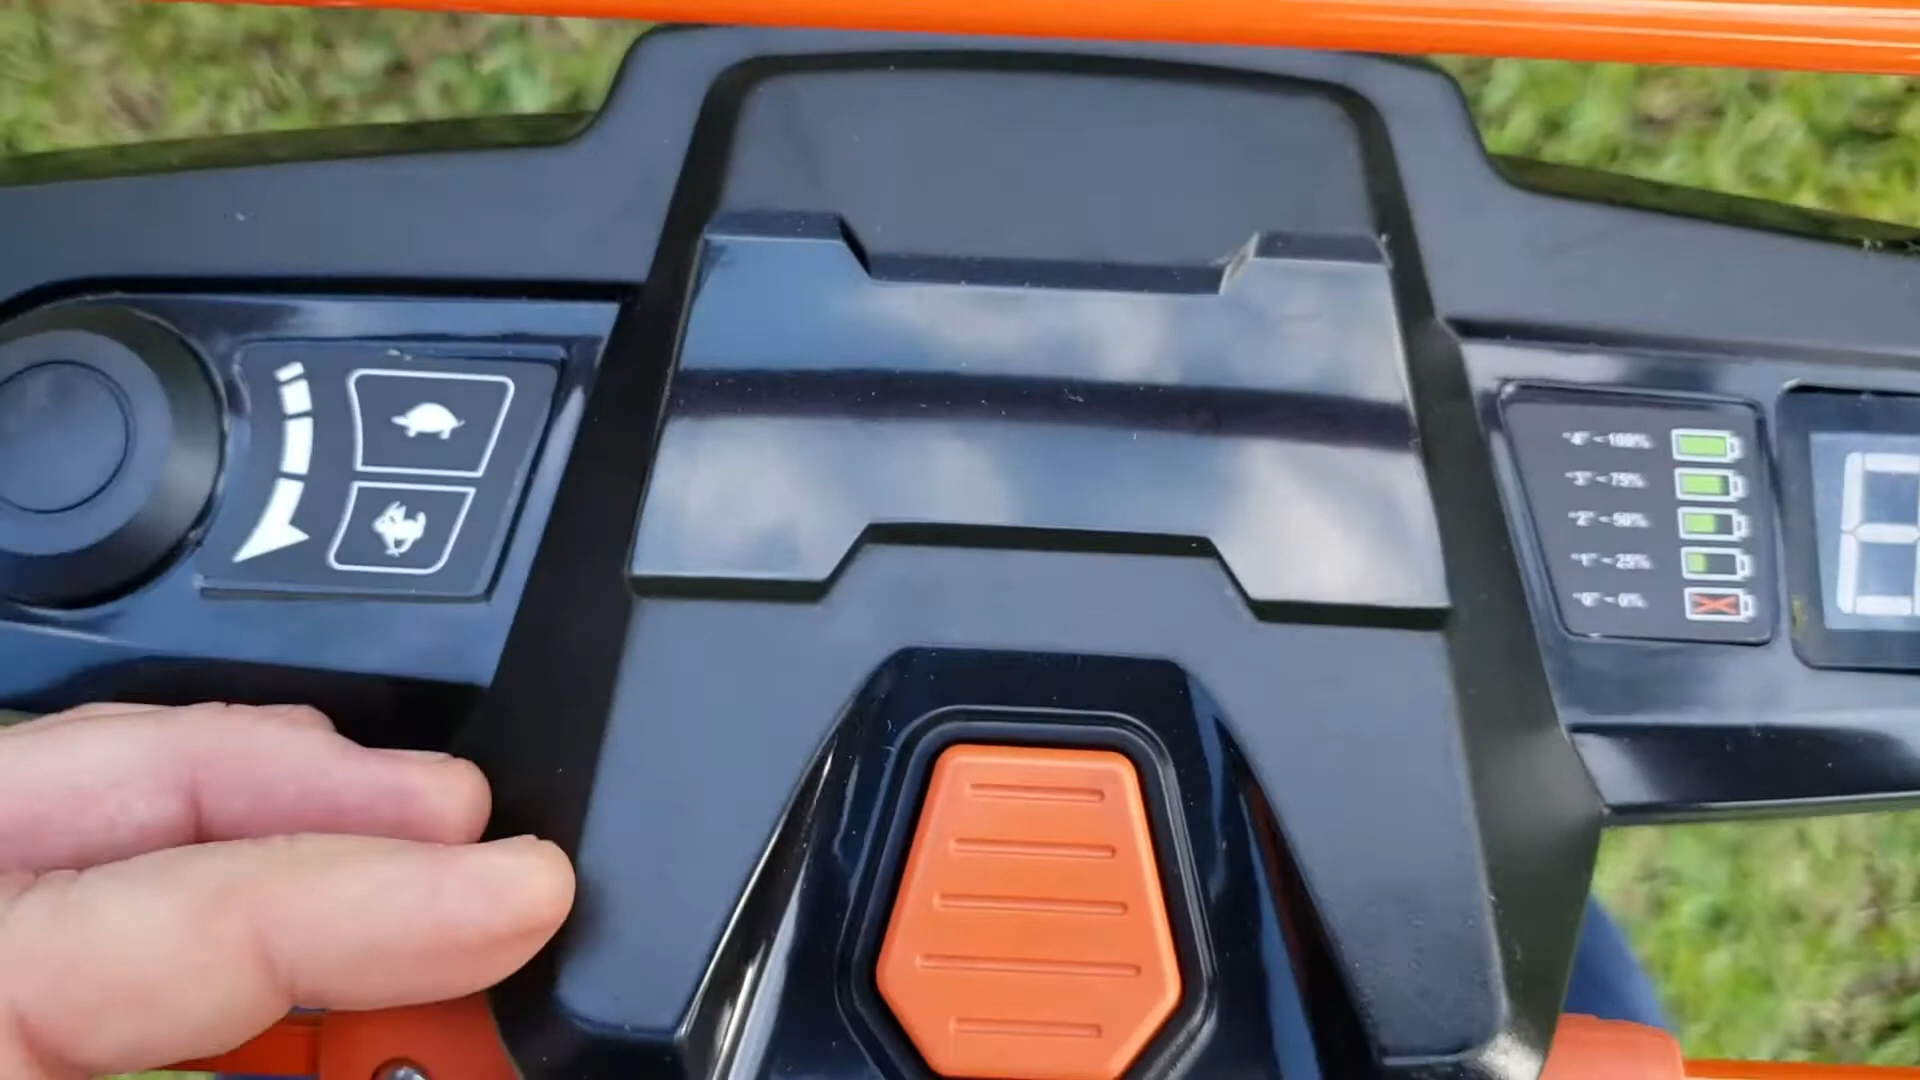 "4" < 100%
"3" < 75%
"2" < 50%
"1" < 25%
"0" < 0%